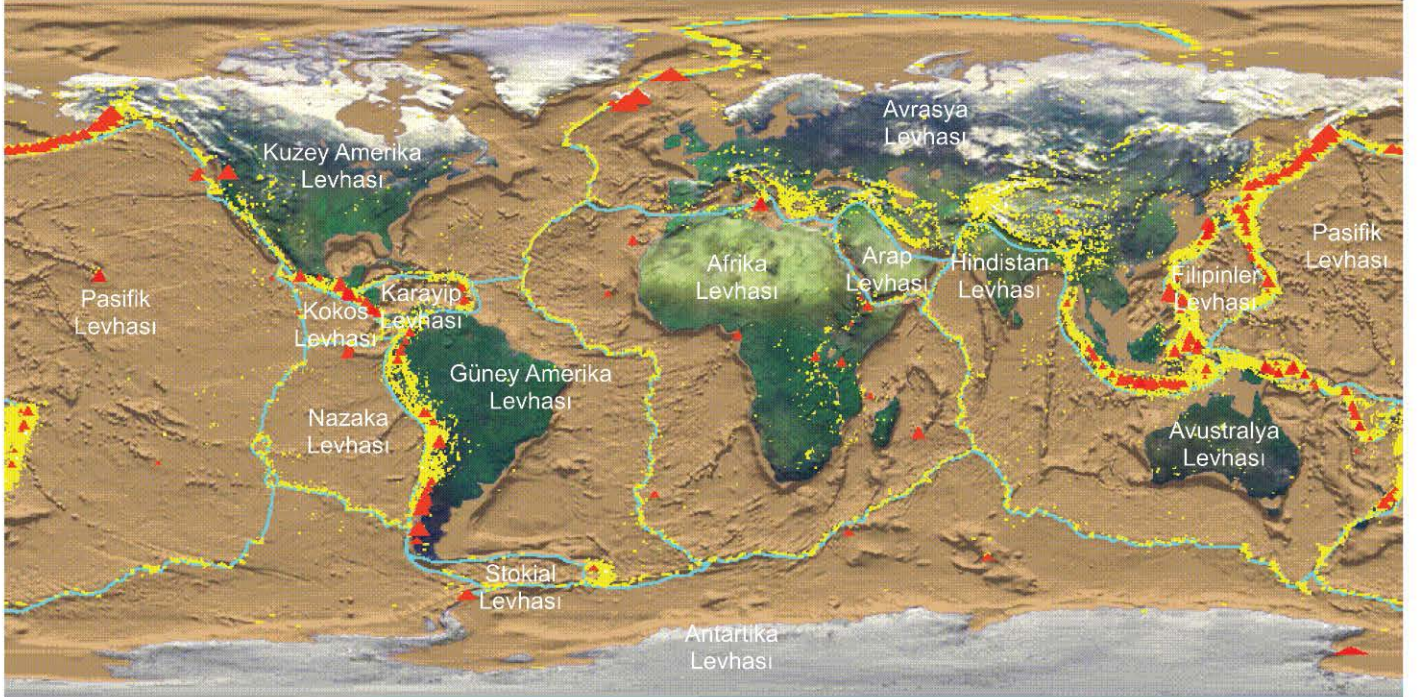 Avrasya
Levhası
Kuzey Amerika
Levhası
Pasifik
Levhası
Afrika
Levhası
Arap
Levhası
Hindistan
Levhası
Filipinler
Levhası
Pasifik
Levhası
Karayip
Levhası
Kokos
Levhası
Güney Amerika
Levhası
Nazaka
Levhası
Avustralya
Levhası
Stokial
Levhası
Antartika
Levhası